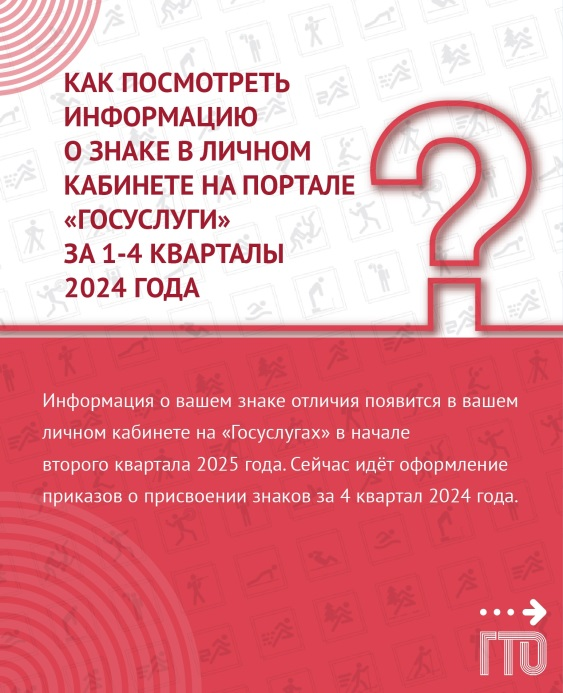 КАК ПОСМОТРЕТЬ
ИНФОРМАЦИЮ
О ЗНАКЕ В ЛИЧНОМ
КАБИНЕТЕ НА ПОРТАЛЕ
«ГОСУСЛУГИ»
ЗА 1-4 КВАРТАЛЫ
2024 ГОДА
?
Информация о вашем знаке отличия появится в вашем
личном кабинете на «Госуслугах» в начале
второго квартала 2025 года. Сейчас идёт оформление
приказов о присвоении знаков за 4 квартал 2024 года.
ГТО